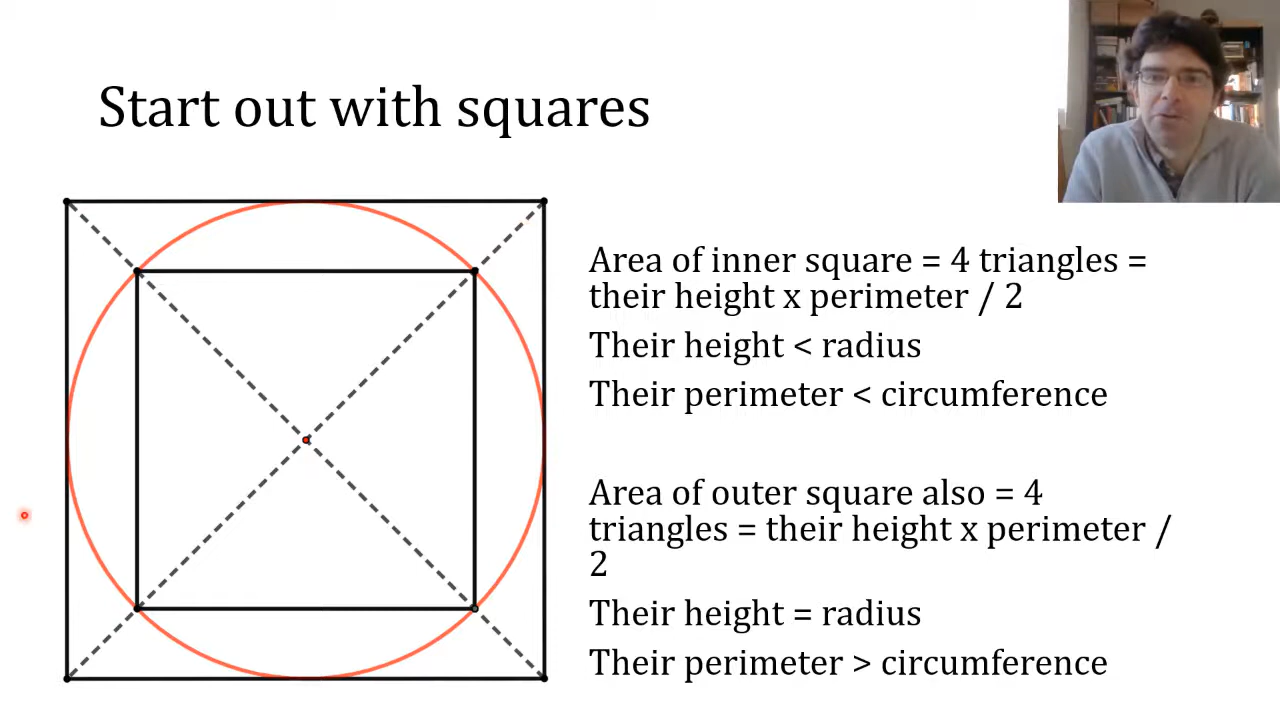 Start out with squares
Area of inner square = 4 triangles =
their height x perimeter / 2
Their height < radius
Their perimeter < circumference
Area of outer square also = 4
triangles = their height x perimeter /
2
Their height = radius
Their perimeter > circumference